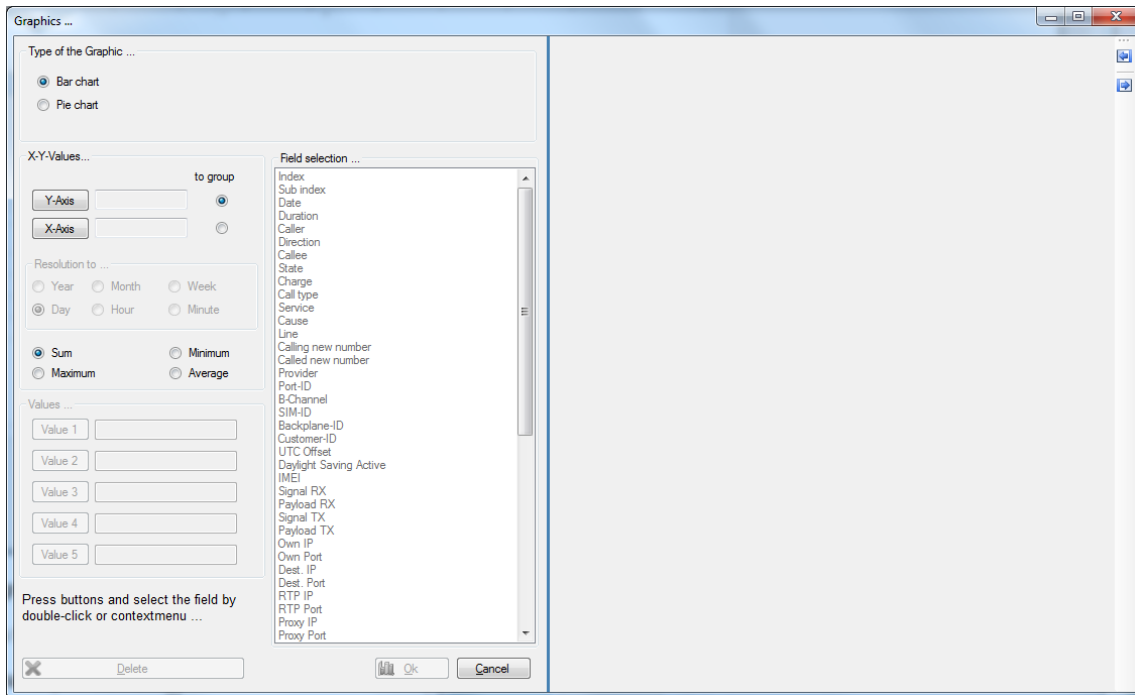 Graphics ...
Type of the Graphic ...
Bar chart
Pie chart
X-Y-Values...
to group
Y-Axis
X-Axis
Resolution to ...
Year Month Week
Day Hour Minute
Sum Minimum
Maximum Average
Values ...
Value 1
Value 2
Value 3
Value 4
Value 5
Press buttons and select the field by
double-click or contextmenu ...
Field selection ...
Index
Sub index
Date
Duration
Caller
Direction
Callee
State
Charge
Call type
Service
Cause
Line
Calling new number
Called new number
Provider
Port-ID
B-Channel
SIM-ID
Backplane-ID
Customer-ID
UTC Offset
Daylight Saving Active
IMEI
Signal RX
Payload RX
Signal TX
Payload TX
Own IP
Own Port
Dest. IP
Dest. Port
RTP IP
RTP Port
Proxy IP
Proxy Port
Delete Ok Cancel